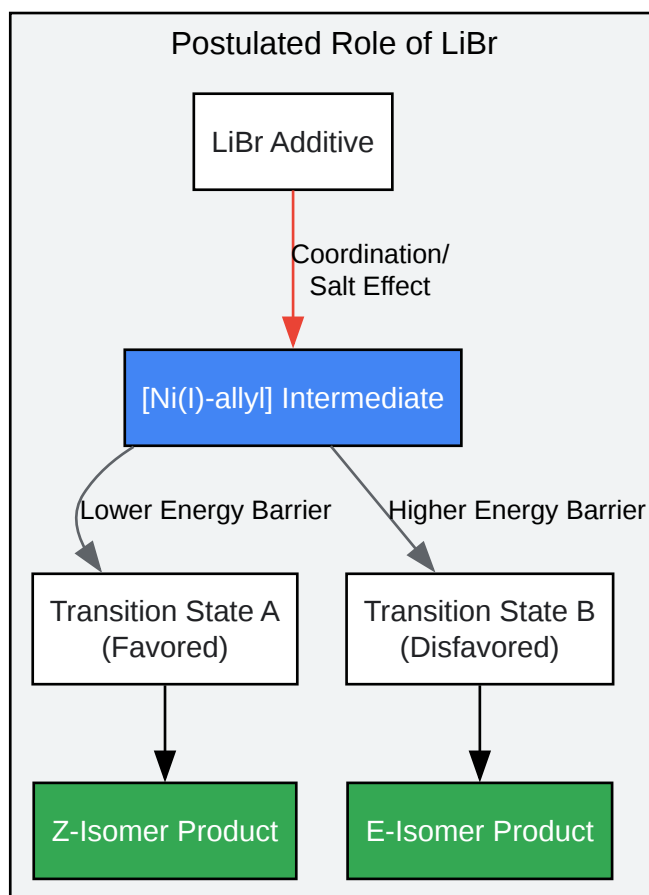 Postulated Role of LiBr
LiBr Additive
Coordination/
Salt Effect
[Ni(I)-allyl] Intermediate
Lower Energy Barrier
Higher Energy Barrier
Transition State A
(Favored)
Transition State B
(Disfavored)
Z-Isomer Product
E-Isomer Product